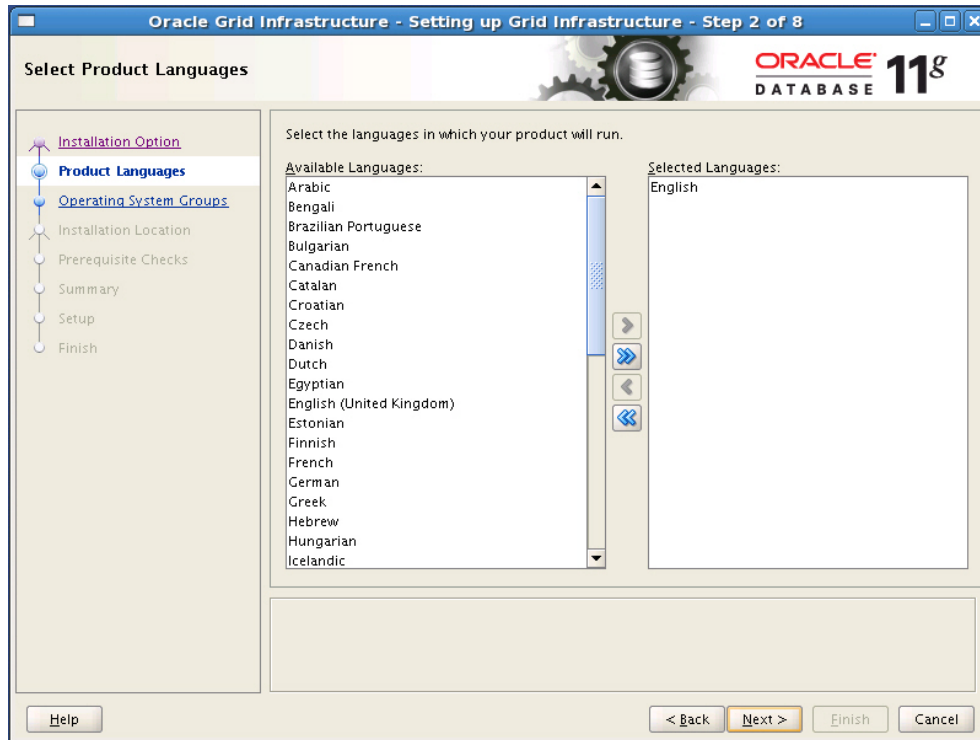 Oracle Grid Infrastructure - Setting up Grid Infrastructure - Step 2 of 8
Select Product Languages
ORACLE DATABASE 11g
Installation Option
Product Languages
Operating System Groups
Installation Location
Prerequisite Checks
Summary
Setup
Finish
Select the languages in which your product will run.
Available Languages:
Arabic
Bengali
Brazilian Portuguese
Bulgarian
Canadian French
Catalan
Croatian
Czech
Danish
Dutch
Egyptian
English (United Kingdom)
Estonian
Finnish
French
German
Greek
Hebrew
Hungarian
Icelandic
Selected Languages:
English
Help
< Back
Next >
Finish
Cancel